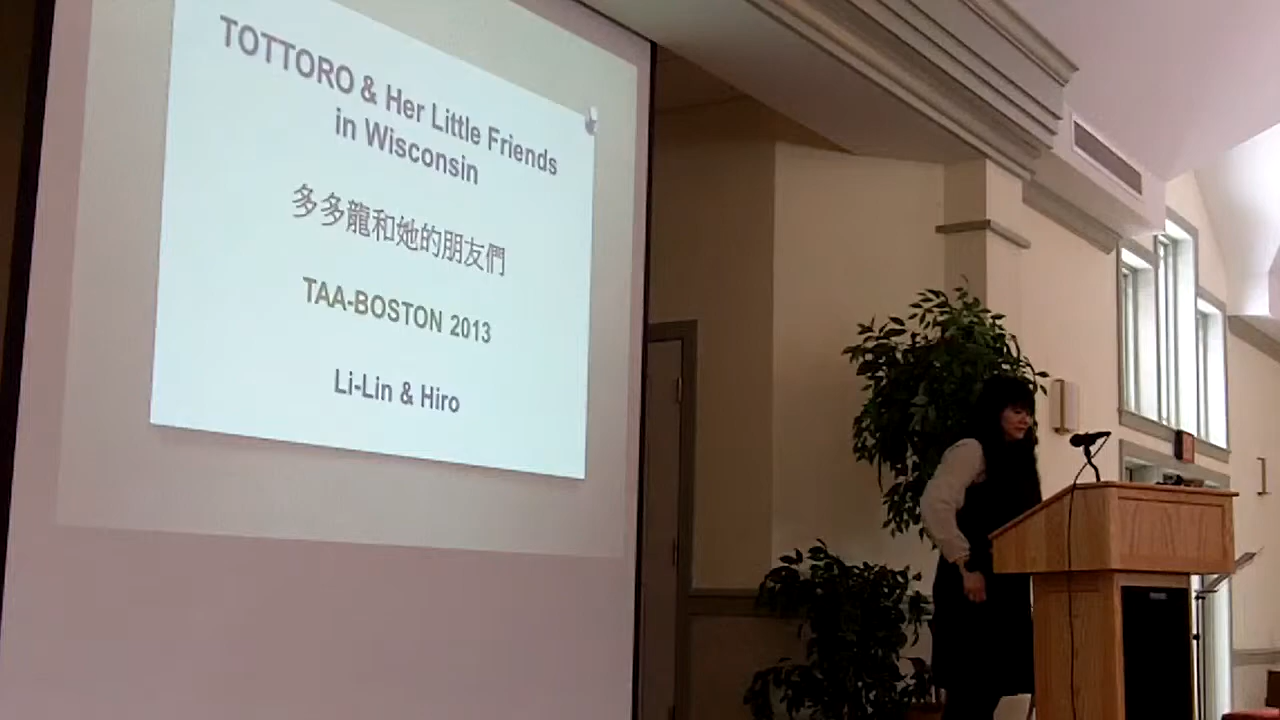 TOTTORO & Her Little Friends
in Wisconsin
多多龍和她的朋友們
TAA-BOSTON 2013
Li-Lin & Hiro